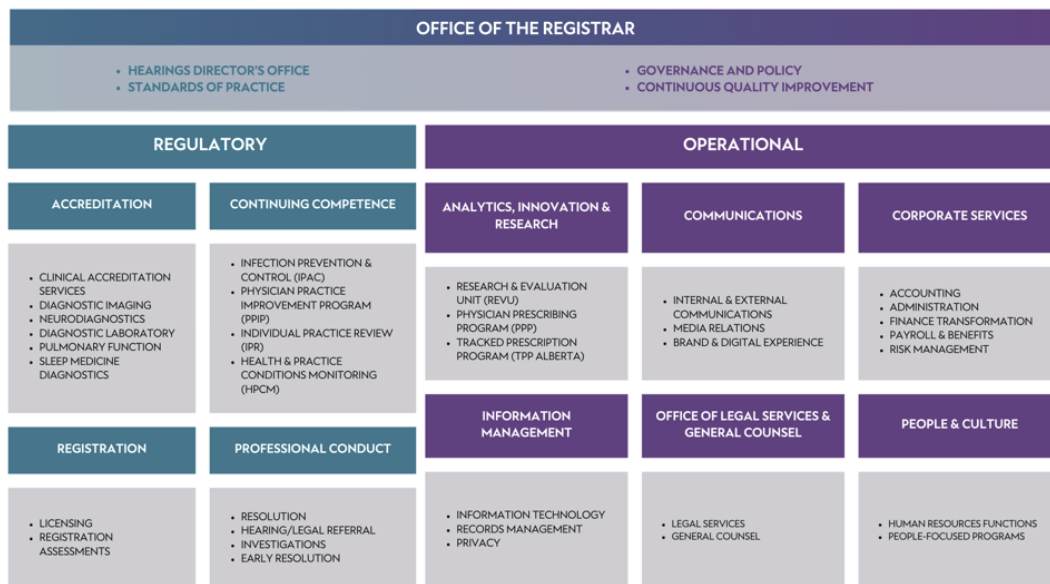 OFFICE OF THE REGISTRAR
• HEARINGS DIRECTOR'S OFFICE
• STANDARDS OF PRACTICE
• GOVERNANCE AND POLICY
• CONTINUOUS QUALITY IMPROVEMENT
REGULATORY
ACCREDITATION
• CLINICAL ACCREDITATION
SERVICES
• DIAGNOSTIC IMAGING
• NEURODIAGNOSTICS
• DIAGNOSTIC LABORATORY
• PULMONARY FUNCTION
• SLEEP MEDICINE
DIAGNOSTICS
CONTINUING COMPETENCE
• INFECTION PREVENTION &
CONTROL (IPAC)
• PHYSICIAN PRACTICE
IMPROVEMENT PROGRAM
(PPIP)
• INDIVIDUAL PRACTICE REVIEW
(IPR)
• HEALTH & PRACTICE
CONDITIONS MONITORING
(HPCM)
REGISTRATION
• LICENSING
• REGISTRATION
ASSESSMENTS
PROFESSIONAL CONDUCT
• RESOLUTION
• HEARING/LEGAL REFERRAL
• INVESTIGATIONS
• EARLY RESOLUTION
OPERATIONAL
ANALYTICS, INNOVATION &
RESEARCH
• RESEARCH & EVALUATION
UNIT (REVU)
• PHYSICIAN PRESCRIBING
PROGRAM (PPP)
• TRACKED PRESCRIPTION
PROGRAM (TPP ALBERTA)
COMMUNICATIONS
• INTERNAL & EXTERNAL
COMMUNICATIONS
• MEDIA RELATIONS
• BRAND & DIGITAL EXPERIENCE
CORPORATE SERVICES
• ACCOUNTING
• ADMINISTRATION
• FINANCE TRANSFORMATION
• PAYROLL & BENEFITS
• RISK MANAGEMENT
INFORMATION
MANAGEMENT
• INFORMATION TECHNOLOGY
• RECORDS MANAGEMENT
• PRIVACY
OFFICE OF LEGAL SERVICES &
GENERAL COUNSEL
• LEGAL SERVICES
• GENERAL COUNSEL
PEOPLE & CULTURE
• HUMAN RESOURCES FUNCTIONS
• PEOPLE-FOCUSED PROGRAMS